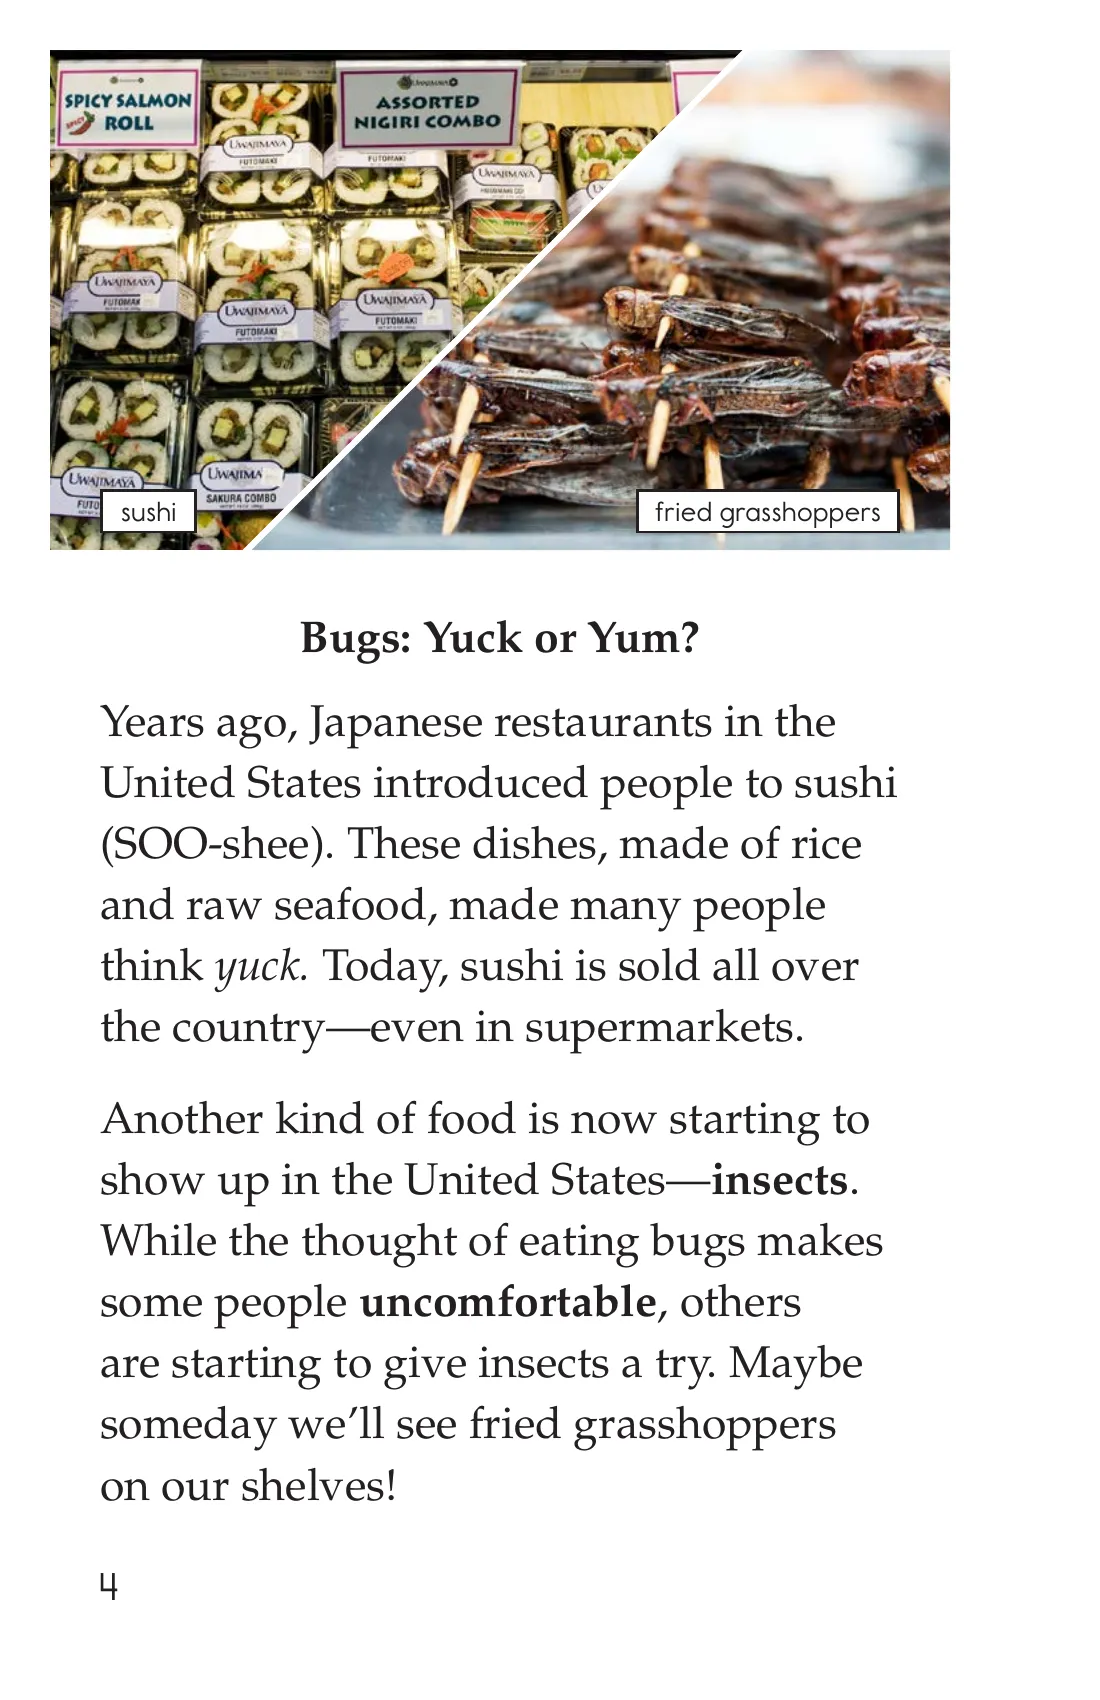 SPICY SALMON
ROLL
SPICY
UWAJIMAYA
ASSORTED
NIGIRI COMBO
UWAJIMAYA
FUTOMAKI
FUTOMAKI
UWAJIMAYA
UWAJIMAYA
FUTOMAK
UWAJIMAYA
FUTOMAKI
UWAJIMAYA
FUTOMAKI
UWAJIMAYA
FUTO
UWAJIMA
SAKURA COMBO
sushi
fried grasshoppers
Bugs: Yuck or Yum?
Years ago, Japanese restaurants in the
United States introduced people to sushi
(SOO-shee). These dishes, made of rice
and raw seafood, made many people
think yuck. Today, sushi is sold all over
the country—even in supermarkets.
Another kind of food is now starting to
show up in the United States—insects.
While the thought of eating bugs makes
some people uncomfortable, others
are starting to give insects a try. Maybe
someday we’ll see fried grasshoppers
on our shelves!
4